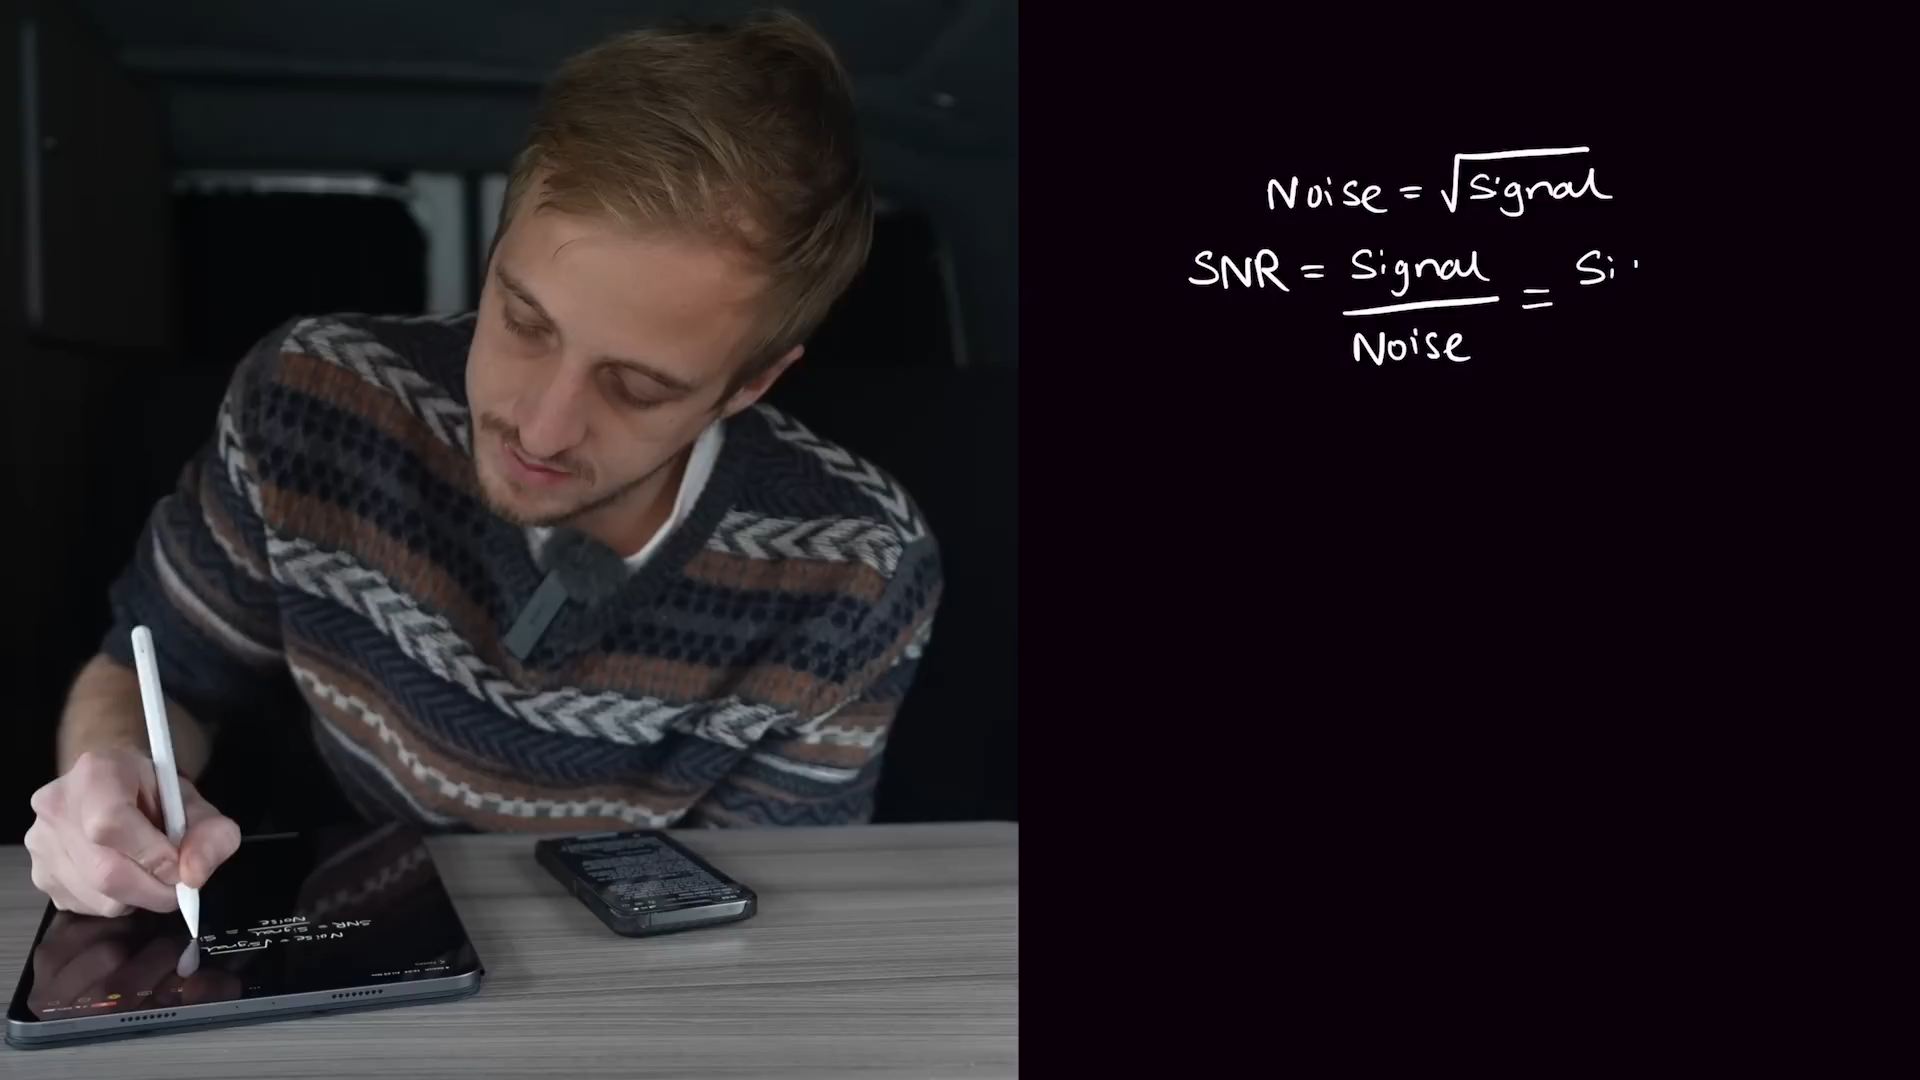 Noise = √Signal
SNR = Signal / Noise = Si